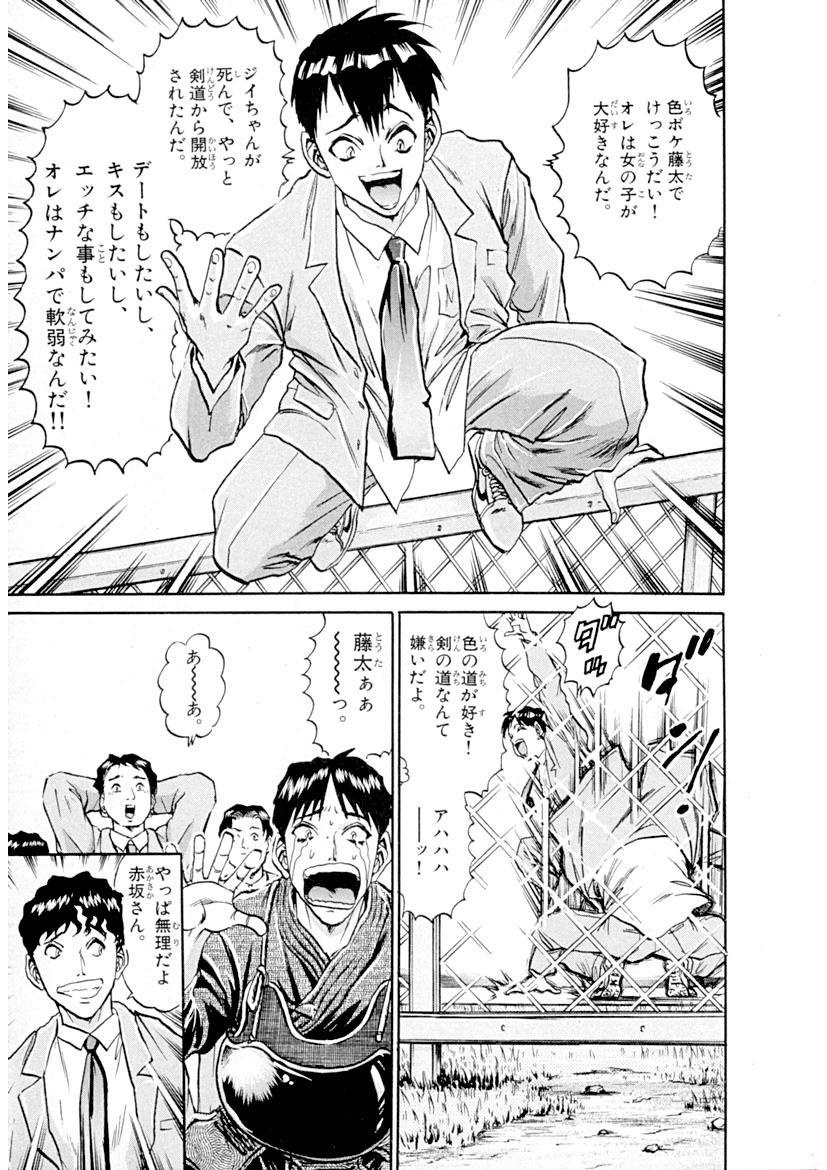 色ボケ藤太で
けっこうだい！
オレは女の子が
大好きなんだ。
ジイちゃんが
死んで、やっと
剣道から開放
されたんだ。
デートもしたいし、
キスもしたいし、
エッチな事もしてみたい！
オレはナンパで軟弱なんだ!!
ダダッ
色の道が好き！
剣の道なんて
嫌いだよ。
アハハハ
――ッ！
藤太ぁぁ
～～～っ。
あ～～あ。
やっぱ無理だよ
赤坂さん。